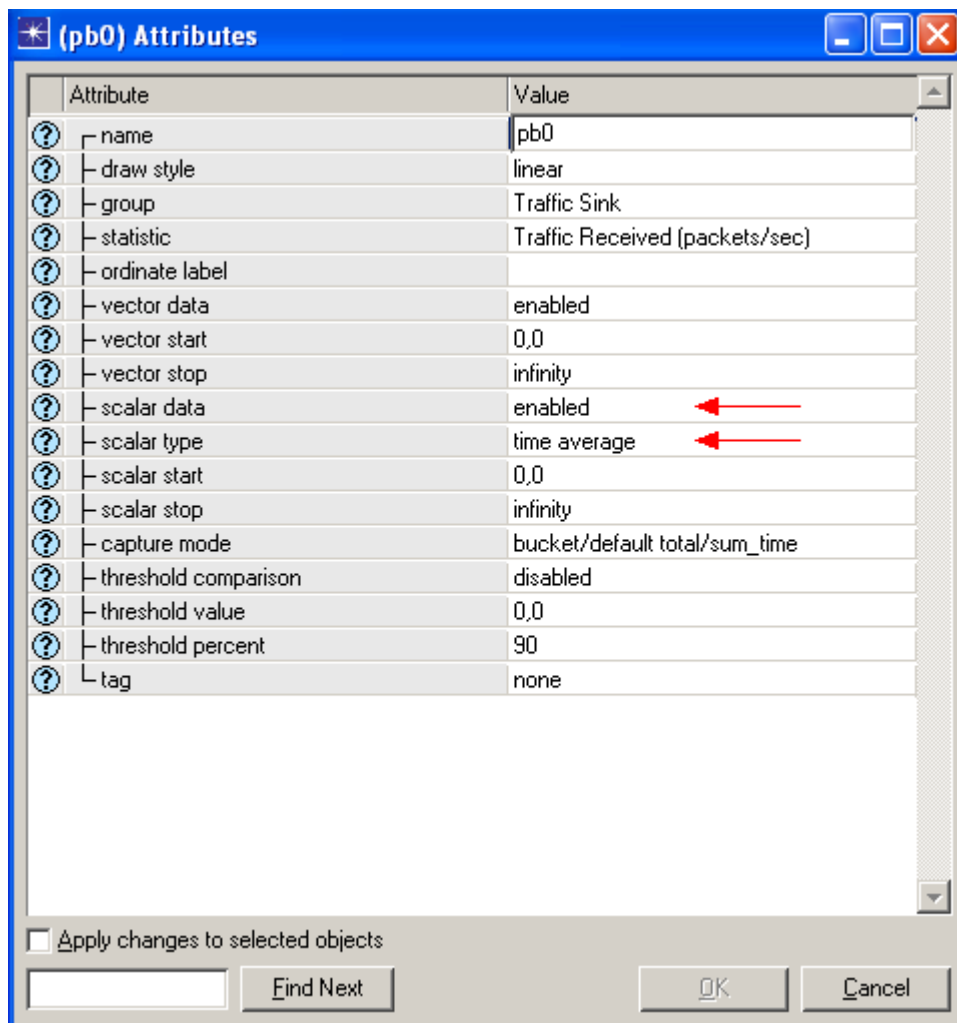 (pb0) Attributes
Attribute Value
name pb0
draw style linear
group Traffic Sink
statistic Traffic Received (packets/sec)
ordinate label
vector data enabled
vector start 0,0
vector stop infinity
scalar data enabled
scalar type time average
scalar start 0,0
scalar stop infinity
capture mode bucket/default total/sum_time
threshold comparison disabled
threshold value 0,0
threshold percent 90
tag none
Apply changes to selected objects
Find Next OK Cancel